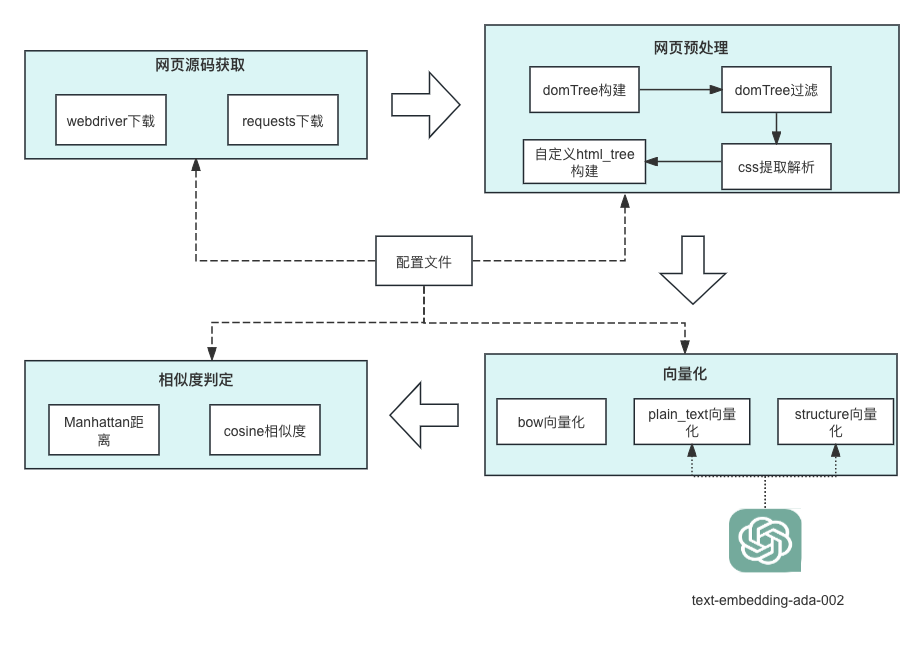 网页源码获取
webdriver下载
requests下载
网页预处理
domTree构建
domTree过滤
自定义html_tree
构建
css提取解析
配置文件
相似度判定
Manhattan距
离
cosine相似度
向量化
bow向量化
plain_text向量
化
structure向量
化
text-embedding-ada-002